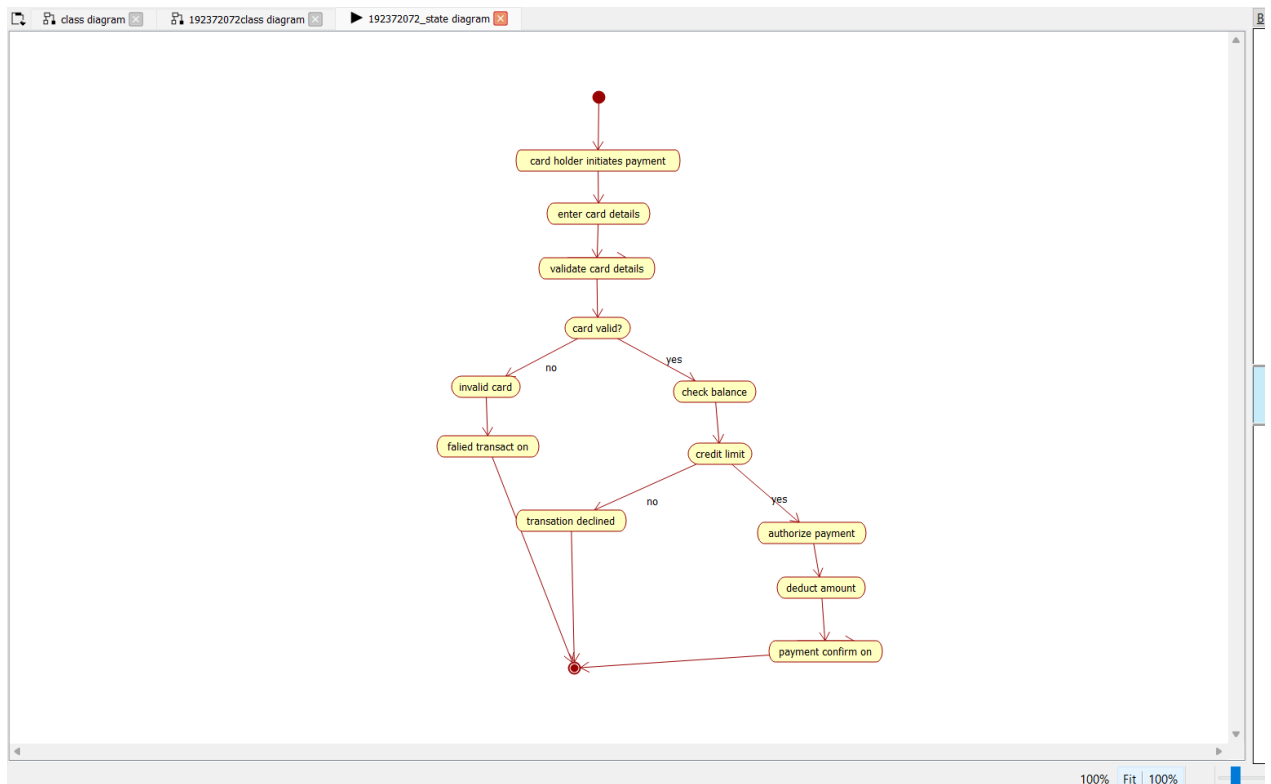 class diagram
192372072class diagram
192372072_state diagram
B
card holder initiates payment
enter card details
validate card details
card valid?
no
yes
invalid card
check balance
falied transact on
credit limit
no
yes
transation declined
authorize payment
deduct amount
payment confirm on
100% Fit 100%